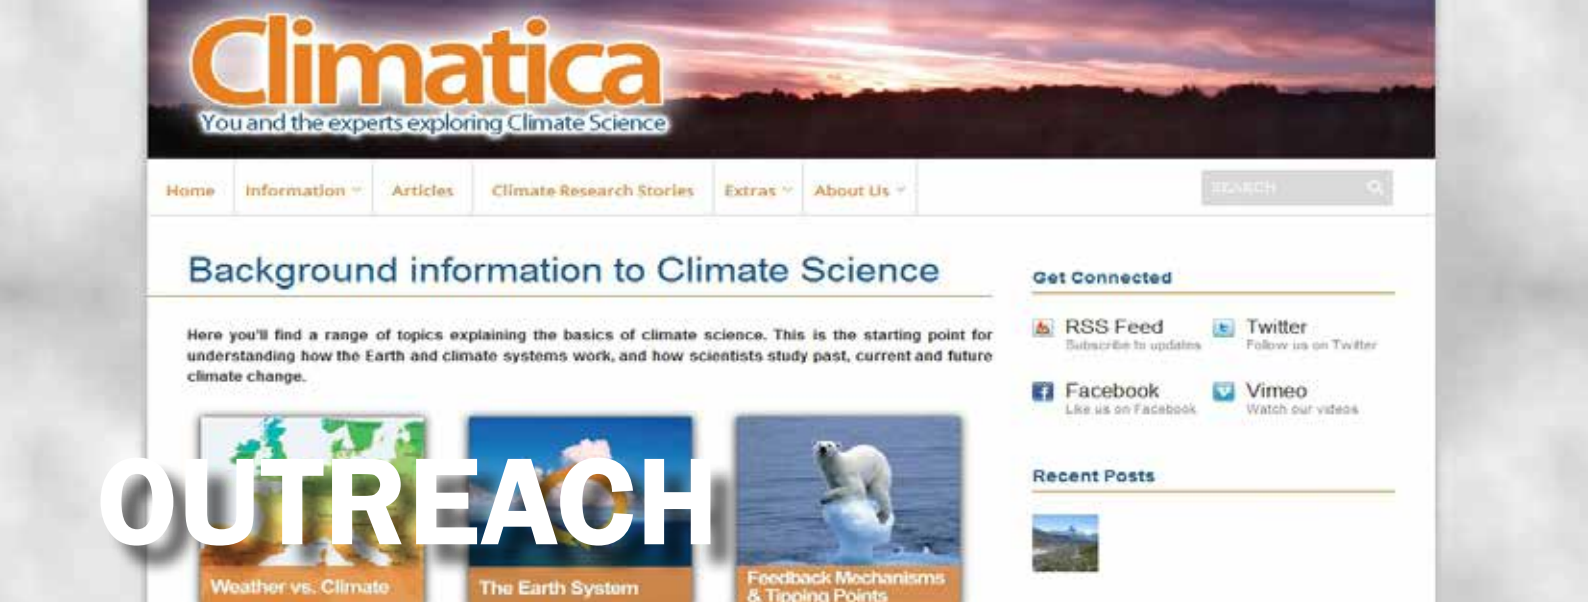 Climatica
You and the experts exploring Climate Science
Home
Information
Articles
Climate Research Stories
Extras
About Us
SEARCH
Background information to Climate Science
Here you'll find a range of topics explaining the basics of climate science. This is the starting point for
understanding how the Earth and climate systems work, and how scientists study past, current and future
climate change.
Get Connected
RSS Feed
Subscribe to updates
Twitter
Follow us on Twitter
Facebook
Like us on Facebook
Vimeo
Watch our videos
Recent Posts
OUTREACH
Weather vs. Climate
The Earth System
Feedback Mechanisms
& Tipping Points